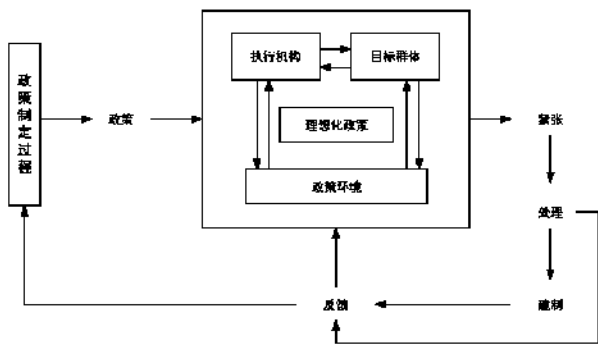 政策制定过程
政策
执行机构
目标群体
理想化政策
政策环境
紧张
处理
建制
反馈